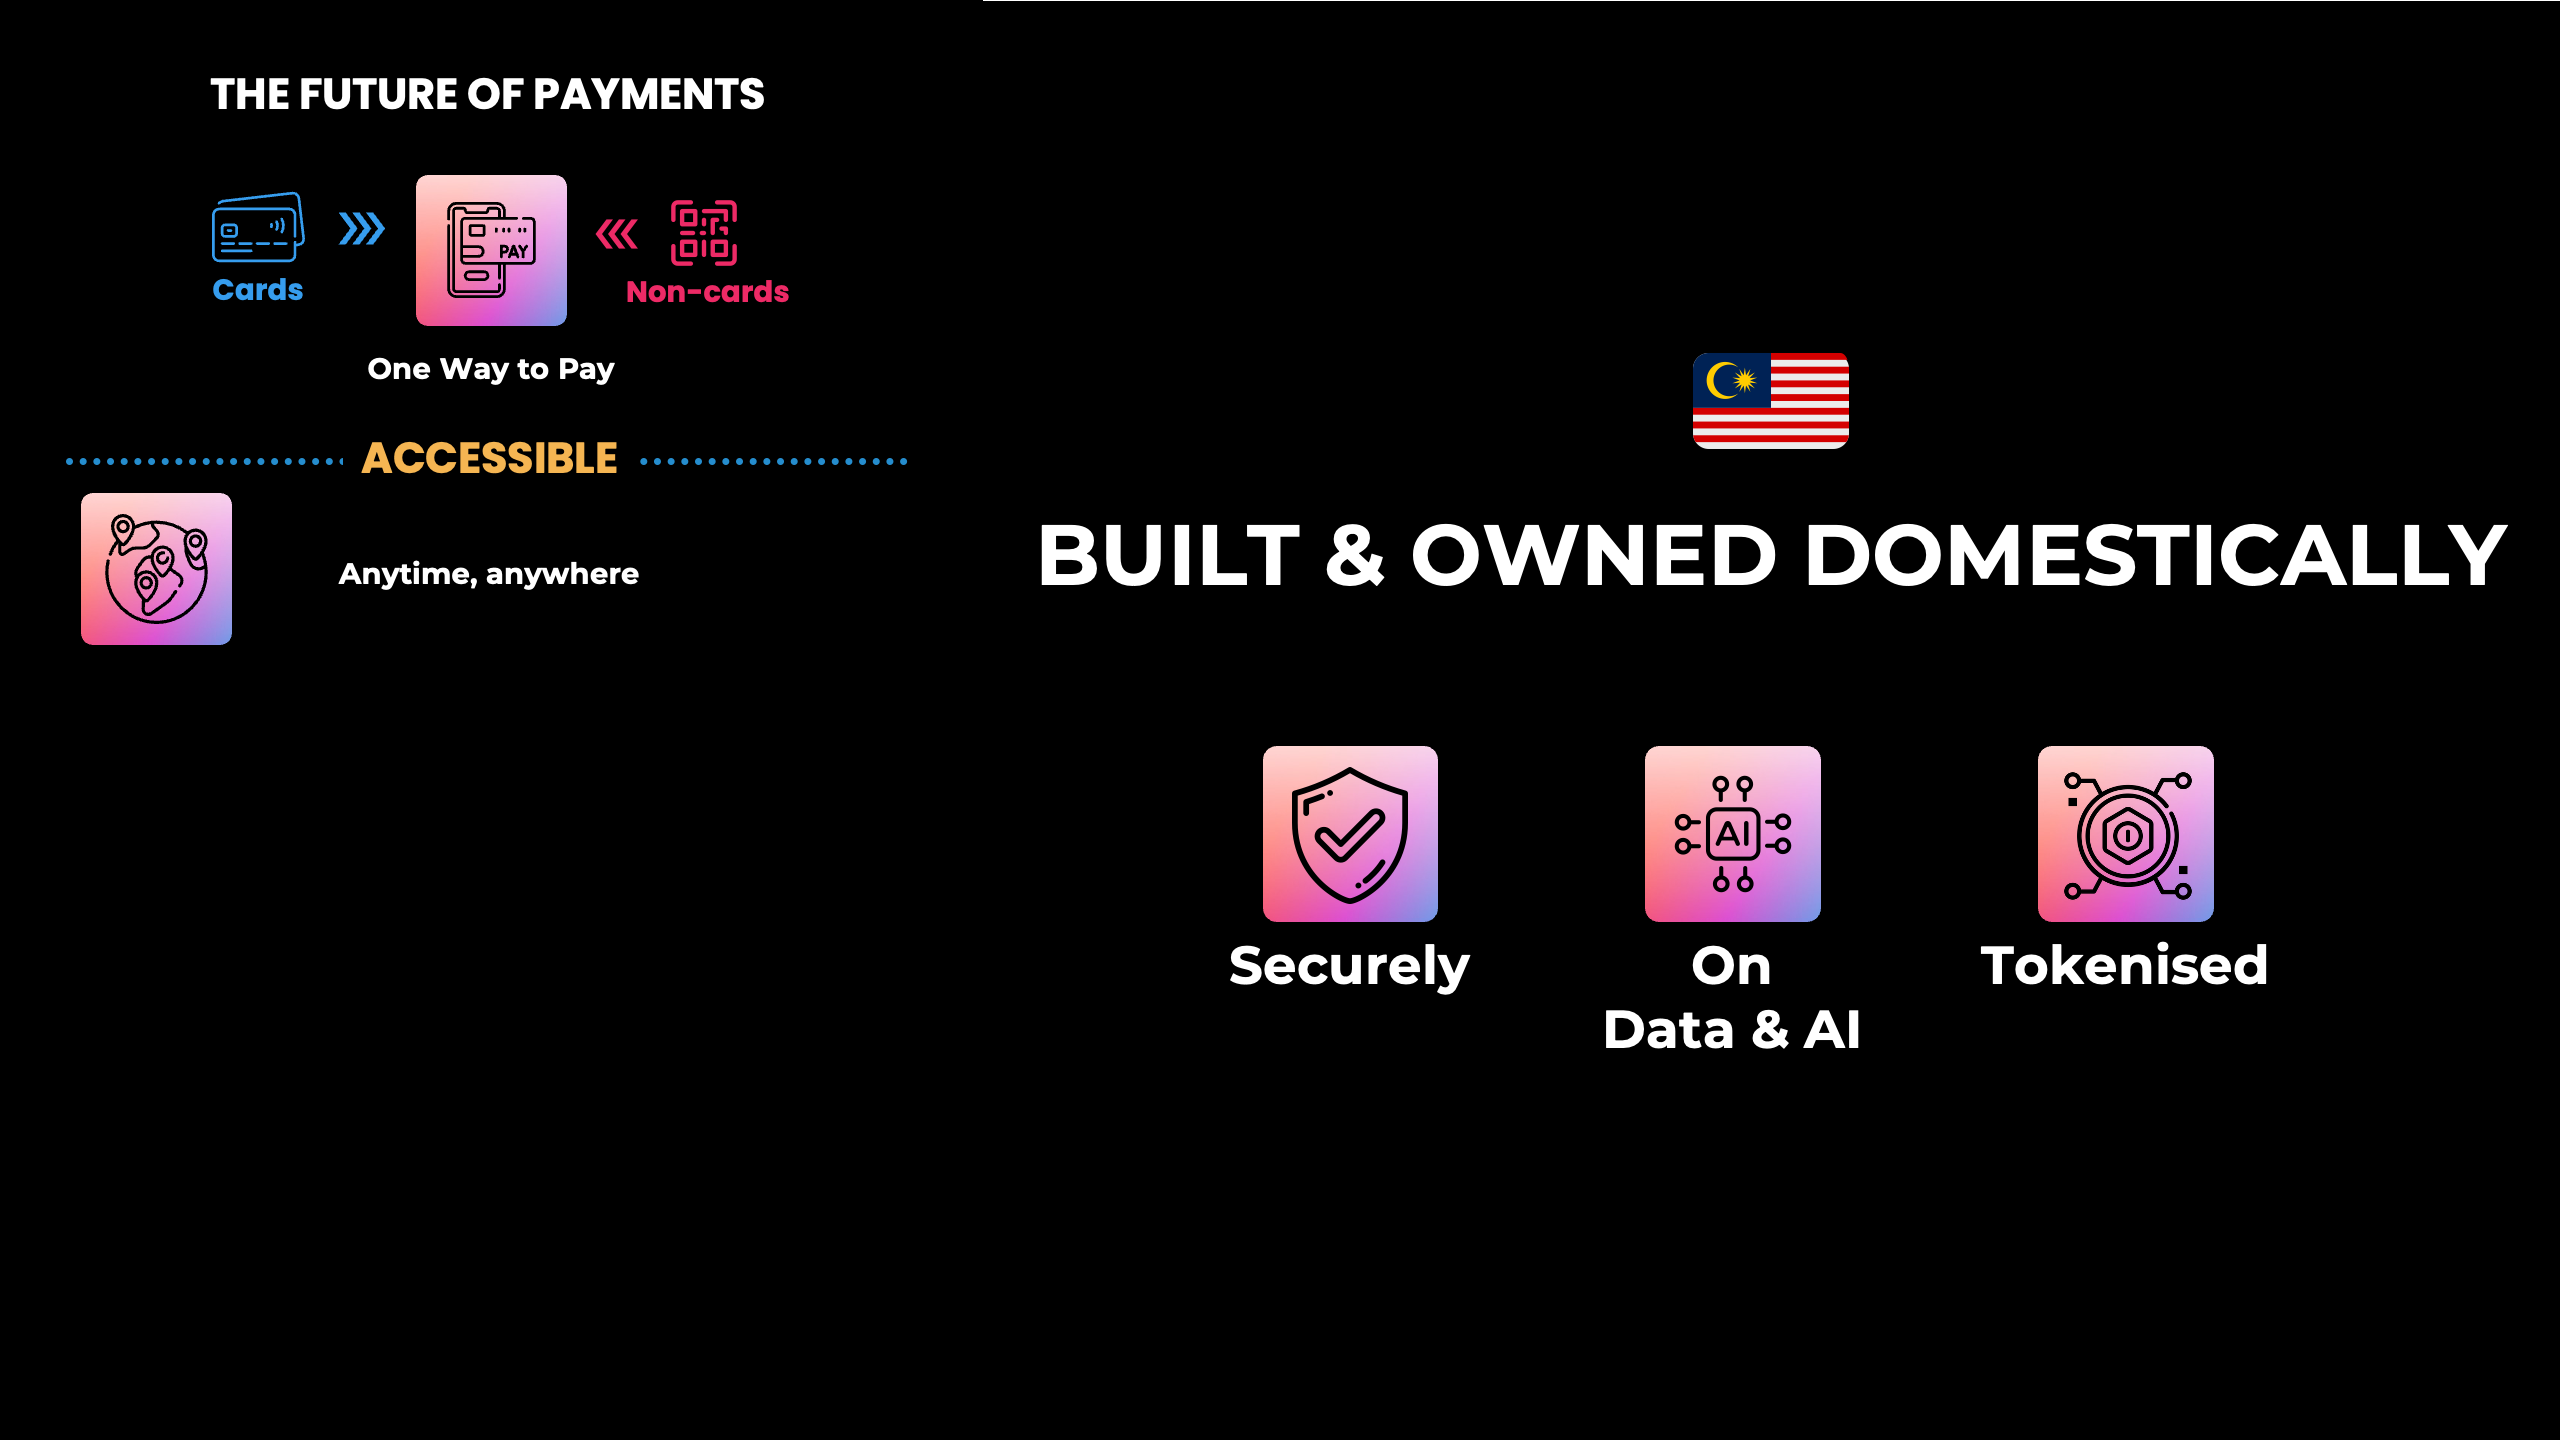 THE FUTURE OF PAYMENTS
PAY
Cards
Non-cards
One Way to Pay
ACCESSIBLE
Anytime, anywhere
BUILT & OWNED DOMESTICALLY
AI
Securely
On
Data & AI
Tokenised